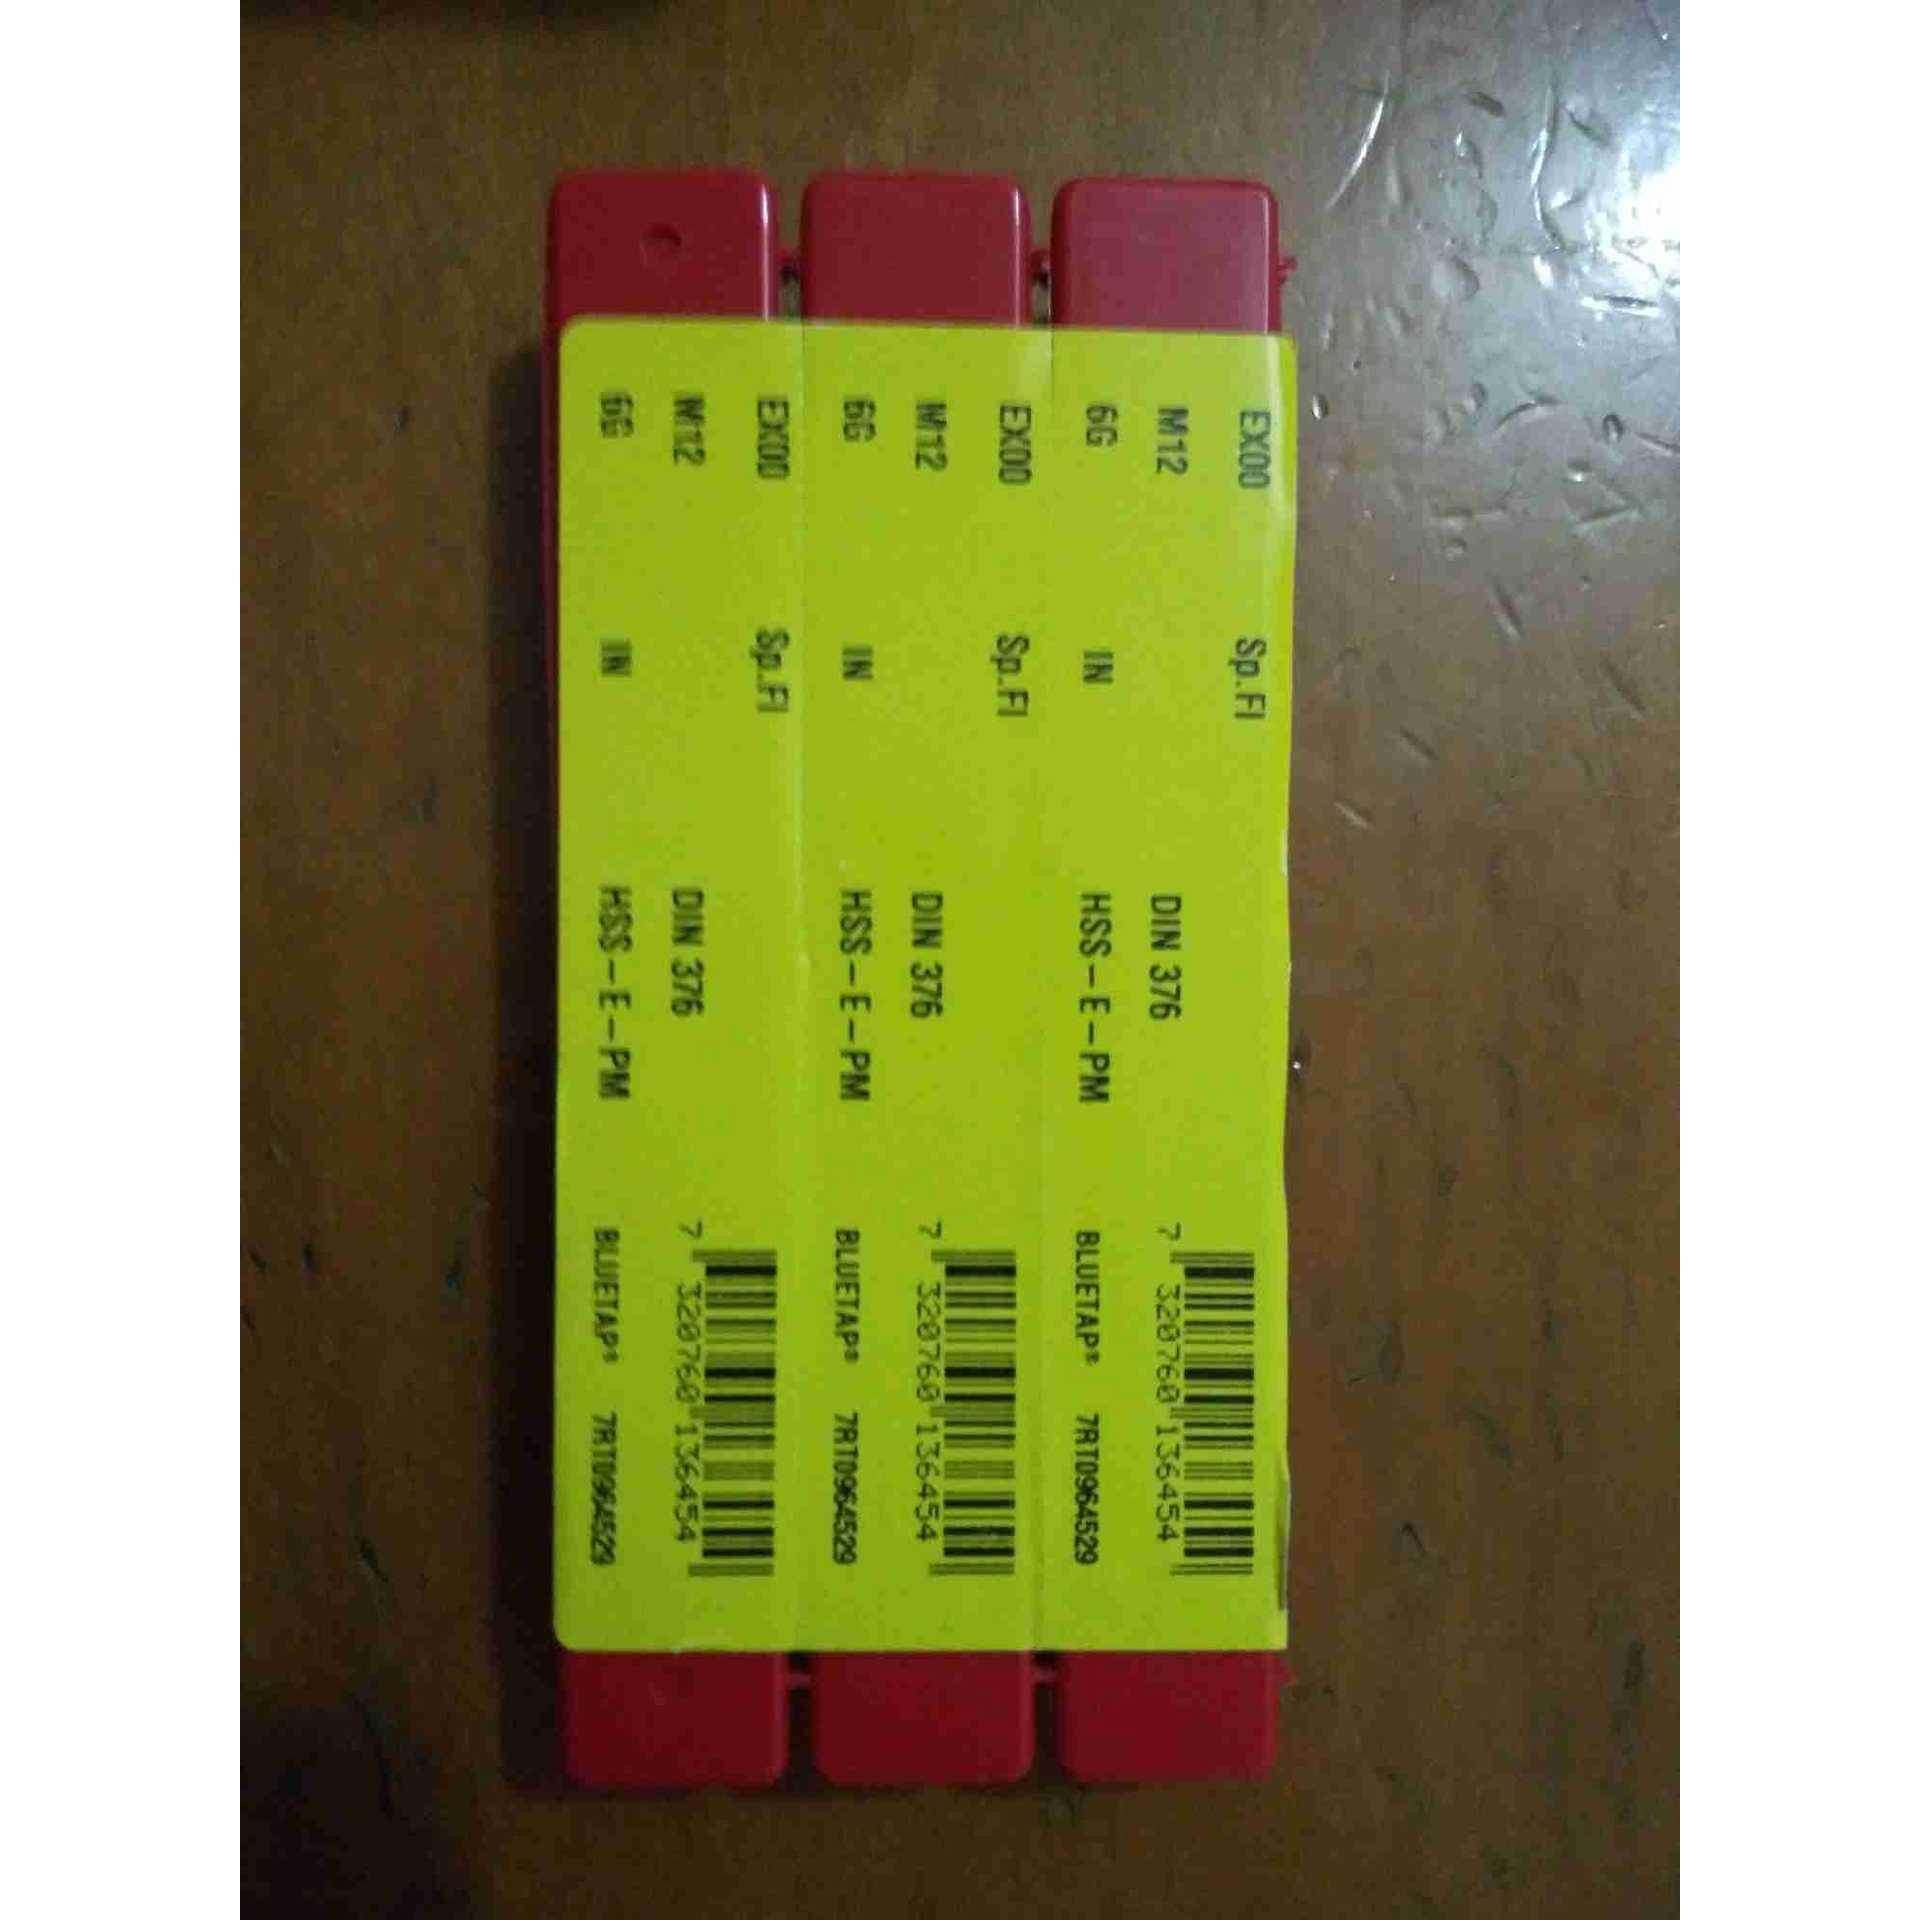 EX00 Sp.Fl
M12 DIN 376 7 320760 136454
6G IN HSS-E-PM BLUETAP® 7RT0964529
EX00 Sp.Fl
M12 DIN 376 7 320760 136454
6G IN HSS-E-PM BLUETAP® 7RT0964529
EX00 Sp.Fl
M12 DIN 376 7 320760 136454
6G IN HSS-E-PM BLUETAP® 7RT0964529